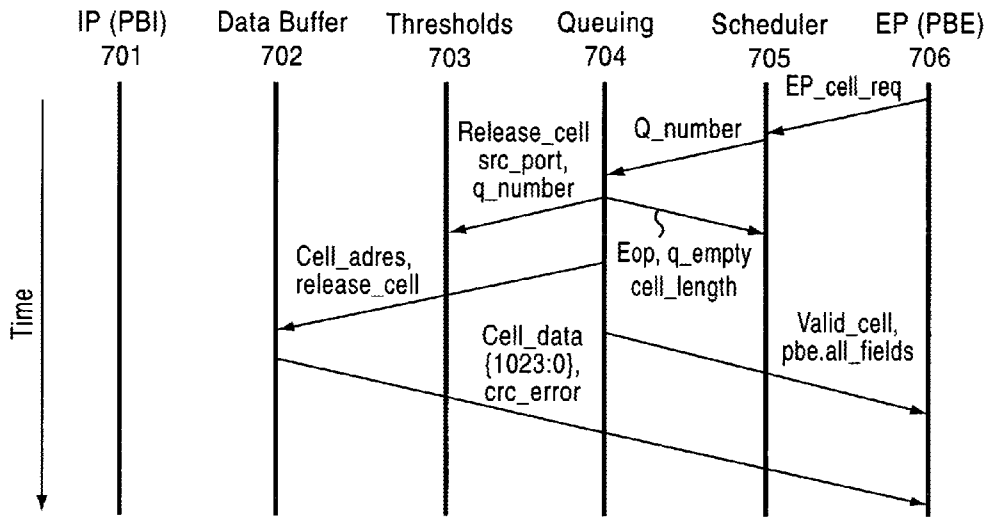 IP (PBI) Data Buffer Thresholds Queuing Scheduler EP (PBE)
701 702 703 704 705 706
EP_cell_req
Q_number
Release_cell
src_port,
q_number
Cell_adres,
release_cell
Eop, q_empty
cell_length
Time
Cell_data
{1023:0},
crc_error
Valid_cell,
pbe.all_fields